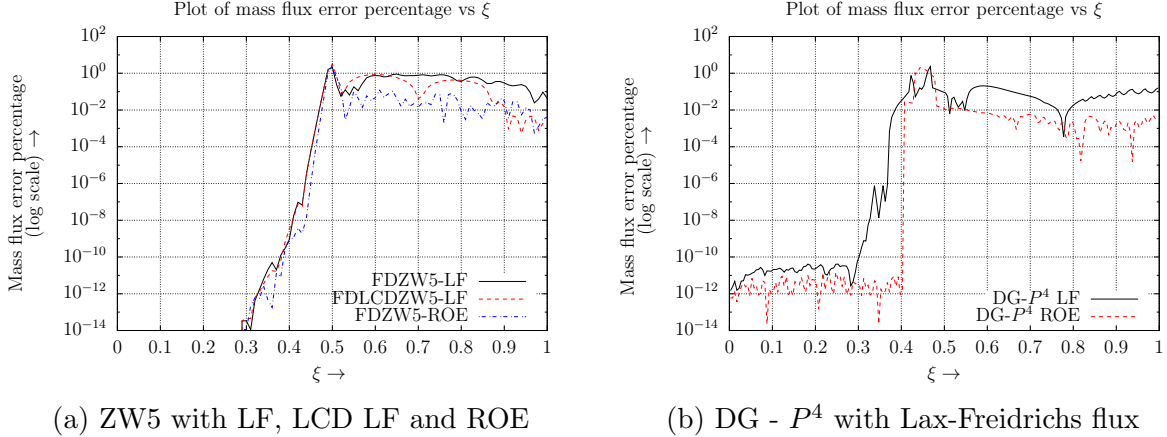 Plot of mass flux error percentage vs ξ
Mass flux error percentage
(log scale) →
10^2
10^0
10^-2
10^-4
10^-6
10^-8
10^-10
10^-12
10^-14
FDZW5-LF
FDLCDZW5-LF
FDZW5-ROE
0 0.1 0.2 0.3 0.4 0.5 0.6 0.7 0.8 0.9 1
ξ →
(a) ZW5 with LF, LCD LF and ROE
Plot of mass flux error percentage vs ξ
Mass flux error percentage
(log scale) →
10^2
10^0
10^-2
10^-4
10^-6
10^-8
10^-10
10^-12
10^-14
DG-P^4 LF
DG-P^4 ROE
0 0.1 0.2 0.3 0.4 0.5 0.6 0.7 0.8 0.9 1
ξ →
(b) DG - P^4 with Lax-Freidrichs flux